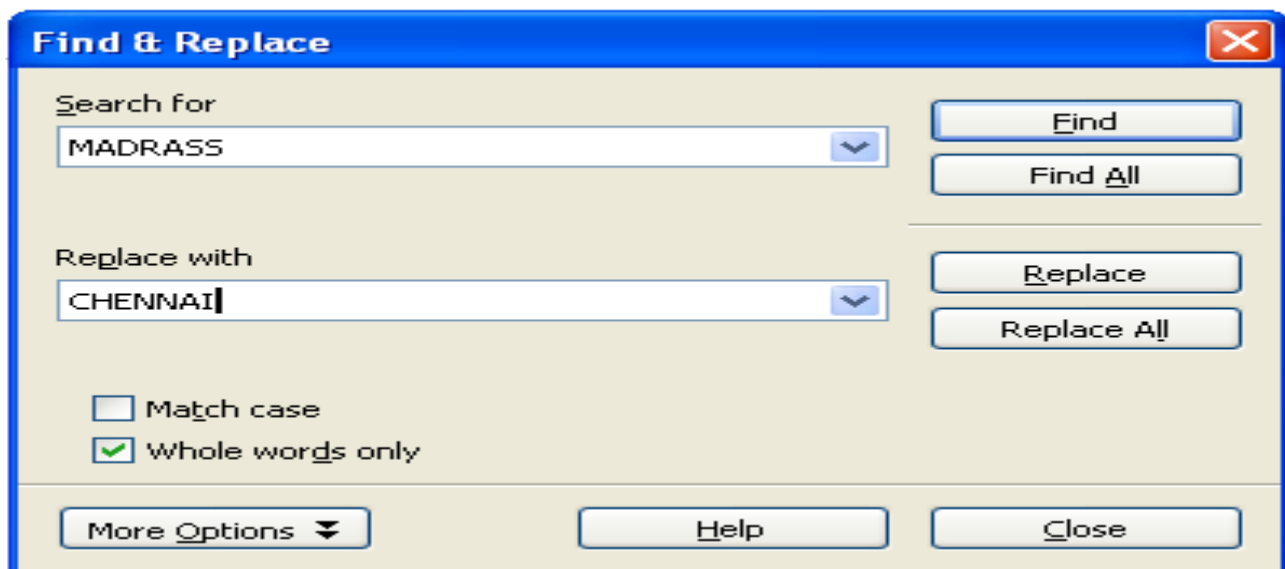 Find & Replace
Search for
MADRASS
Find
Find All
Replace with
CHENNAI
Replace
Replace All
Match case
Whole words only
More Options
Help
Close